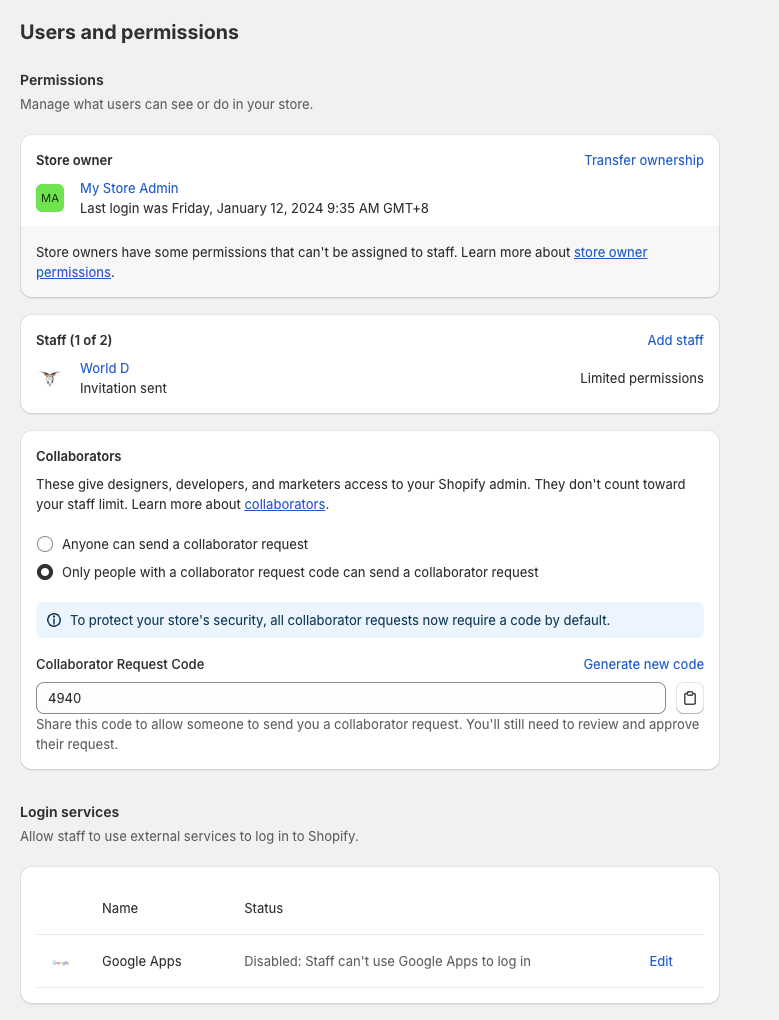 Users and permissions
Permissions
Manage what users can see or do in your store.
Store owner
Transfer ownership
MA
My Store Admin
Last login was Friday, January 12, 2024 9:35 AM GMT+8
Store owners have some permissions that can't be assigned to staff. Learn more about store owner
permissions.
Staff (1 of 2)
Add staff
World D
Invitation sent
Limited permissions
Collaborators
These give designers, developers, and marketers access to your Shopify admin. They don't count toward
your staff limit. Learn more about collaborators.
Anyone can send a collaborator request
Only people with a collaborator request code can send a collaborator request
To protect your store's security, all collaborator requests now require a code by default.
Collaborator Request Code
Generate new code
4940
Share this code to allow someone to send you a collaborator request. You'll still need to review and approve
their request.
Login services
Allow staff to use external services to log in to Shopify.
Name
Status
Google
Google Apps
Disabled: Staff can't use Google Apps to log in
Edit